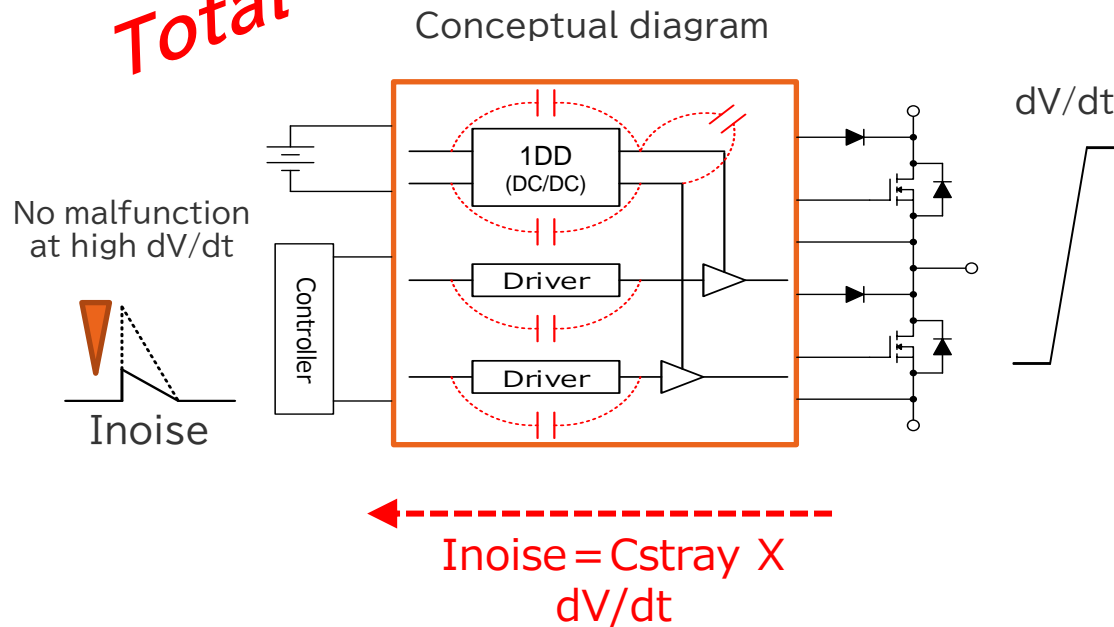 Total
Conceptual diagram
dV/dt
1DD
(DC/DC)
No malfunction
at high dV/dt
Controller
Driver
Driver
Inoise
Inoise=Cstray X
dV/dt